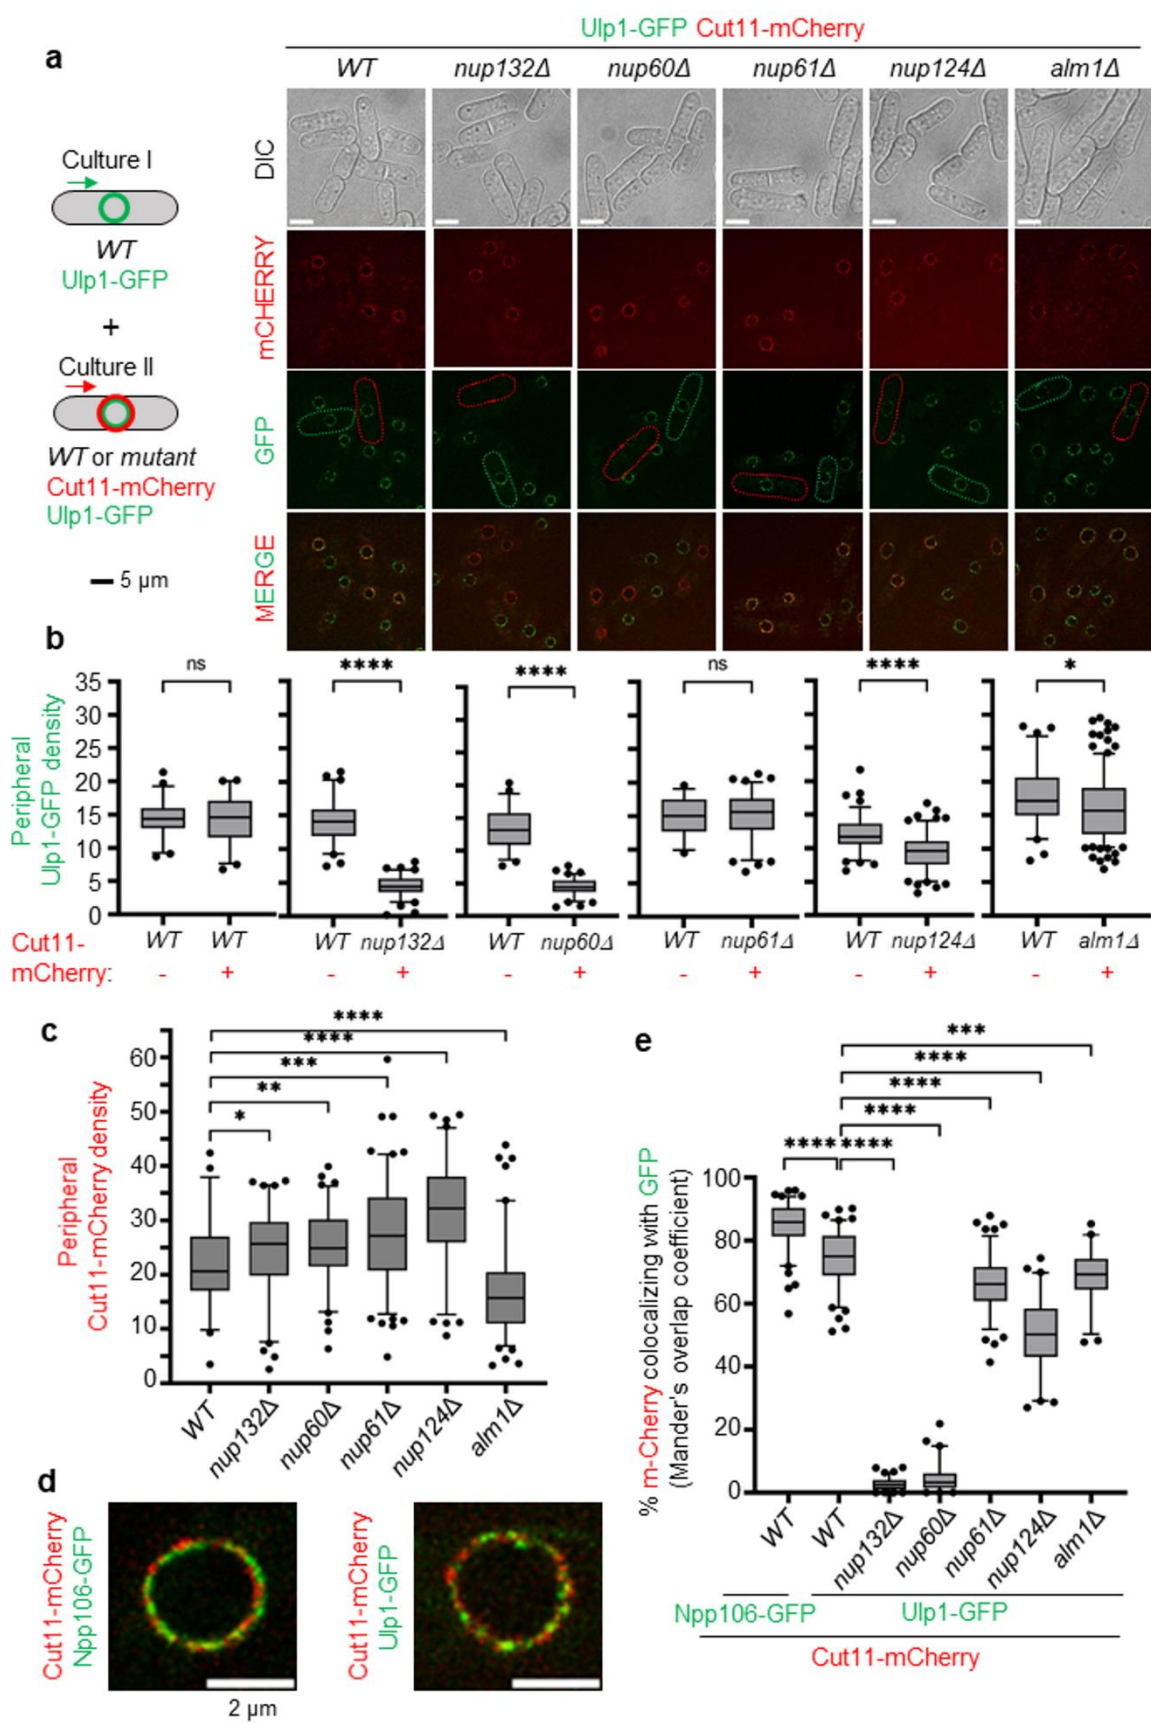 Ulp1-GFP Cut11-mCherry
a
WT nup132Δ nup60Δ nup61Δ nup124Δ alm1Δ
DIC
mCHERRY
GFP
MERGE
Culture I
WT
Ulp1-GFP
+
Culture II
WT or mutant
Cut11-mCherry
Ulp1-GFP
5 µm
b
ns **** **** ns **** *
Peripheral
Ulp1-GFP density
35
30
25
20
15
10
5
0
WT WT WT nup132Δ WT nup60Δ WT nup61Δ WT nup124Δ WT alm1Δ
Cut11-
mCherry: - + - + - + - + - + - +
c
****
****
***
**
*
Peripheral
Cut11-mCherry density
60
50
40
30
20
10
0
WT nup132Δ nup60Δ nup61Δ nup124Δ alm1Δ
d
Cut11-mCherry
Npp106-GFP
2 µm
Cut11-mCherry
Ulp1-GFP
e
***
****
****
****
**** ****
% m-Cherry colocalizing with GFP
(Mander's overlap coefficient)
100
80
60
40
20
0
WT WT nup132Δ nup60Δ nup61Δ nup124Δ alm1Δ
Npp106-GFP Ulp1-GFP
Cut11-mCherry